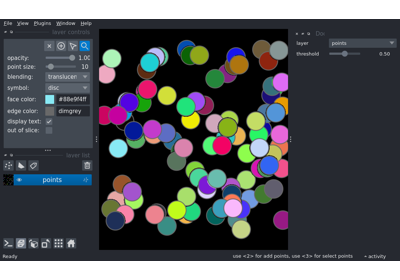 File View Plugins Window Help
layer controls
opacity: 1.00
point size: 10
blending: translucen
symbol: disc
face color: #88e9f4ff
edge color: dimgrey
display text:
out of slice:
layer list
points
Do
layer points
threshold 0.50
Ready
use <2> for add points, use <3> for select points
activity